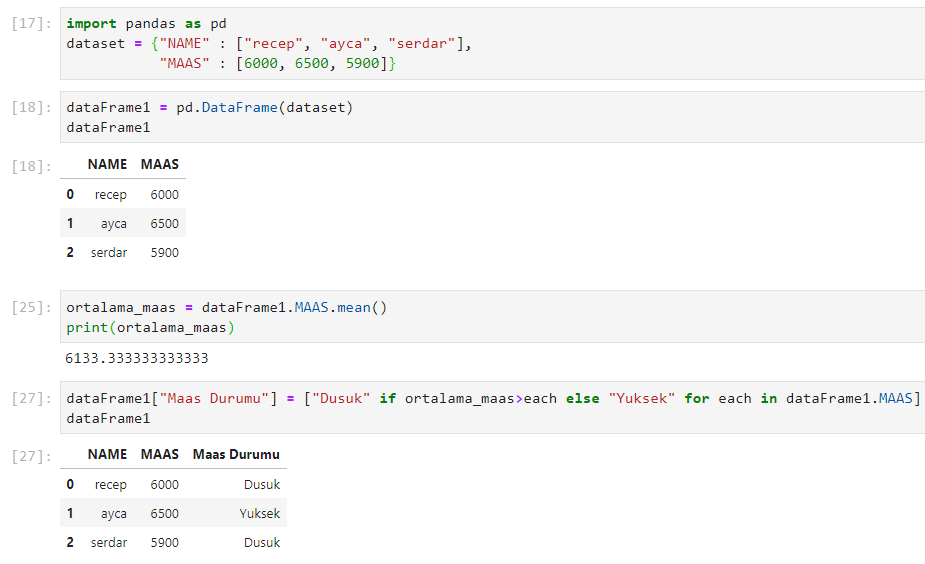 [17]: import pandas as pd
dataset = {"NAME" : ["recep", "ayca", "serdar"],
"MAAS" : [6000, 6500, 5900]}
[18]: dataFrame1 = pd.DataFrame(dataset)
dataFrame1
[18]: NAME MAAS
0 recep 6000
1 ayca 6500
2 serdar 5900
[25]: ortalama_maas = dataFrame1.MAAS.mean()
print(ortalama_maas)
6133.333333333333
[27]: dataFrame1["Maas Durumu"] = ["Dusuk" if ortalama_maas>each else "Yuksek" for each in dataFrame1.MAAS]
dataFrame1
[27]: NAME MAAS Maas Durumu
0 recep 6000 Dusuk
1 ayca 6500 Yuksek
2 serdar 5900 Dusuk